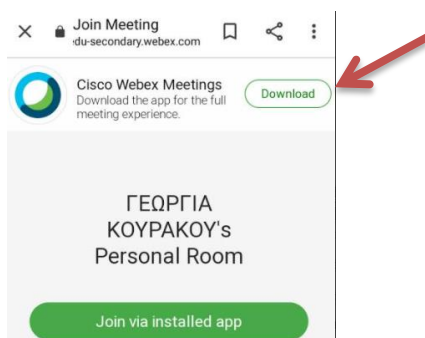 Join Meeting
edu-secondary.webex.com
Cisco Webex Meetings
Download the app for the full
meeting experience.
Download
ΓΕΩΡΓΙΑ
ΚΟΥΡΑΚΟΥ's
Personal Room
Join via installed app